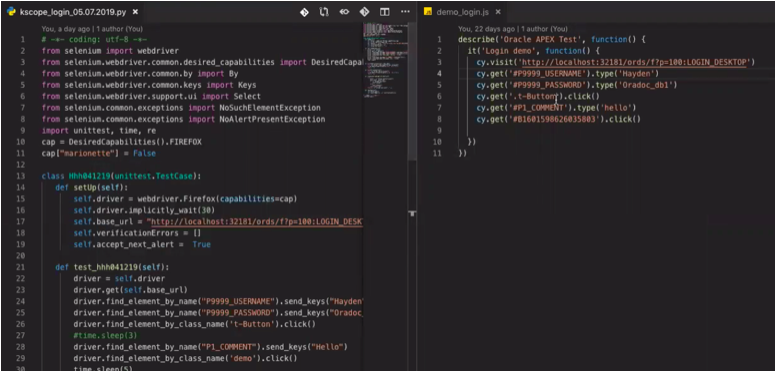 kscope_login_05.07.2019.py
You, a day ago | 1 author (You)
1 # -*- coding: utf-8 -*-
2 from selenium import webdriver
3 from selenium.webdriver.common.desired_capabilities import DesiredCapa
4 from selenium.webdriver.common.by import By
5 from selenium.webdriver.common.keys import Keys
6 from selenium.webdriver.support.ui import Select
7 from selenium.common.exceptions import NoSuchElementException
8 from selenium.common.exceptions import NoAlertPresentException
9 import unittest, time, re
10 cap = DesiredCapabilities().FIREFOX
11 cap["marionette"] = False
12
13 class Hhh041219(unittest.TestCase):
14 def setUp(self):
15 self.driver = webdriver.Firefox(capabilities=cap)
16 self.driver.implicitly_wait(30)
17 self.base_url = "http://localhost:32181/ords/f?p=100:LOGIN_DESK
18 self.verificationErrors = []
19 self.accept_next_alert = True
20
21 def test_hhh041219(self):
22 driver = self.driver
23 driver.get(self.base_url)
24 driver.find_element_by_name("P9999_USERNAME").send_keys("Hayden"
25 driver.find_element_by_name("P9999_PASSWORD").send_keys("Oradoc_
26 driver.find_element_by_class_name('t-Button').click()
27 #time.sleep(3)
28 driver.find_element_by_name("P1_COMMENT").send_keys("Hello")
29 driver.find_element_by_class_name('demo').click()
30 time.sleep(5)
demo_login.js
You, 22 days ago | 1 author (You)
1 describe('Oracle APEX Test', function() {
2 it('Login demo', function() {
3 cy.visit('http://localhost:32181/ords/f?p=100:LOGIN_DESKTOP')
4 cy.get('#P9999_USERNAME').type('Hayden')
5 cy.get('#P9999_PASSWORD').type('Oradoc_db1')
6 cy.get('.t-Button').click()
7 cy.get('#P1_COMMENT').type('hello')
8 cy.get('#B1601598626035803').click()
9
10 })
11 })